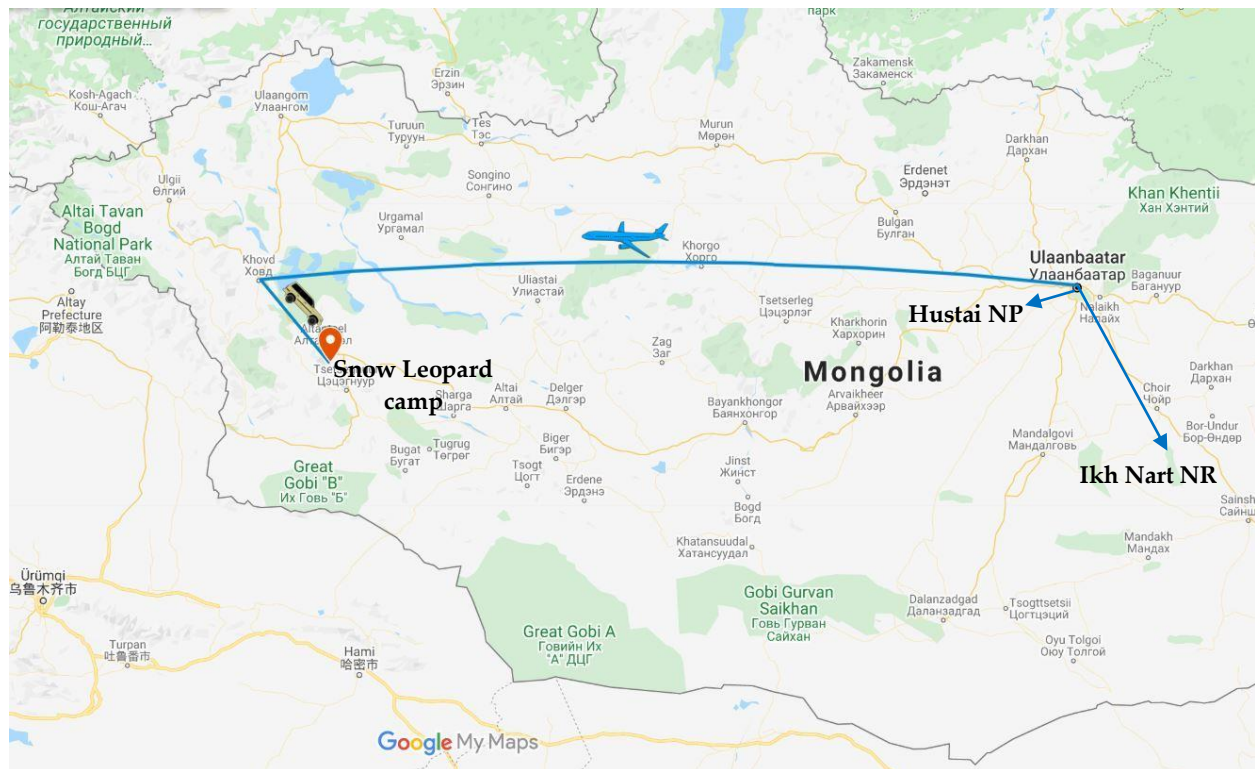 Алтайский
государственный
природный...
парк
Kosh-Agach
Кош-Агач
Ulaangom
Улаангом
Erzin
Эрзин
Zakamensk
Закаменск
Turuun
Туруун
Tes
Тэс
Murun
Мөрөн
Darkhan
Дархан
Ulgii
Өлгий
Songino
Сонгино
Erdenet
Эрдэнэт
Khan Khentii
Хан Хэнтий
Altai Tavan
Bogd
National Park
Алтай Таван
Богд БЦГ
Urgamal
Ургамал
Bulgan
Булган
Khovd
Ховд
Khorgo
Хорго
Ulaanbaatar
Улаанбаатар
Baganuur
Багануур
Uliastai
Улиастай
Altay
Prefecture
阿勒泰地区
Tsetserleg
Цэцэрлэг
Nalaikh
Hustai NP
Kharkhorin
Хархорин
Zag
Заг
Mongolia
Snow Leopard
camp
Цэцэгнуур
Altai
Алтай
Delger
Дэлгэр
Sharga
Шарга
Bayankhongor
Баянхонгор
Arvaikheer
Арвайхээр
Choir
Чойр
Darkhan
Дархан
Bor-Undur
Бор-Өндөр
Mandalgovi
Мандалговь
Bugat
Бугат
Tugrug
Төгрөг
Biger
Бигэр
Jinst
Жинст
Ikh Nart NR
Great
Gobi "B"
Их Говь "Б"
Tsogt
Цогт
Erdene
Эрдэнэ
Bogd
Богд
Sainsh
Сайнш
Khatansuudal
Хатансуудал
Mandakh
Мандах
Ürümqi
乌鲁木齐市
Gobi Gurvan
Saikhan
Говь Гурван
Сайхан
Dalanzadgad
Даланзадгад
Tsogttsetsii
Цогтцэций
Great Gobi A
Говийн Их
"А" ДЦГ
Turpan
吐鲁番市
Hami
哈密市
Oyu Tolgoi
Оюу Толгой
Google My Maps